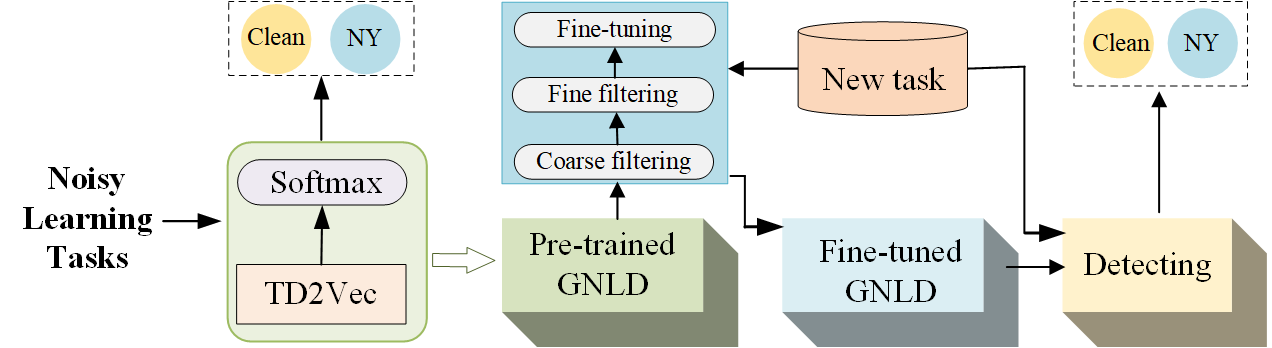 Clean
NY
Noisy
Learning
Tasks
Softmax
TD2Vec
Fine-tuning
Fine filtering
Coarse filtering
Pre-trained
GNLD
New task
Fine-tuned
GNLD
Clean
NY
Detecting